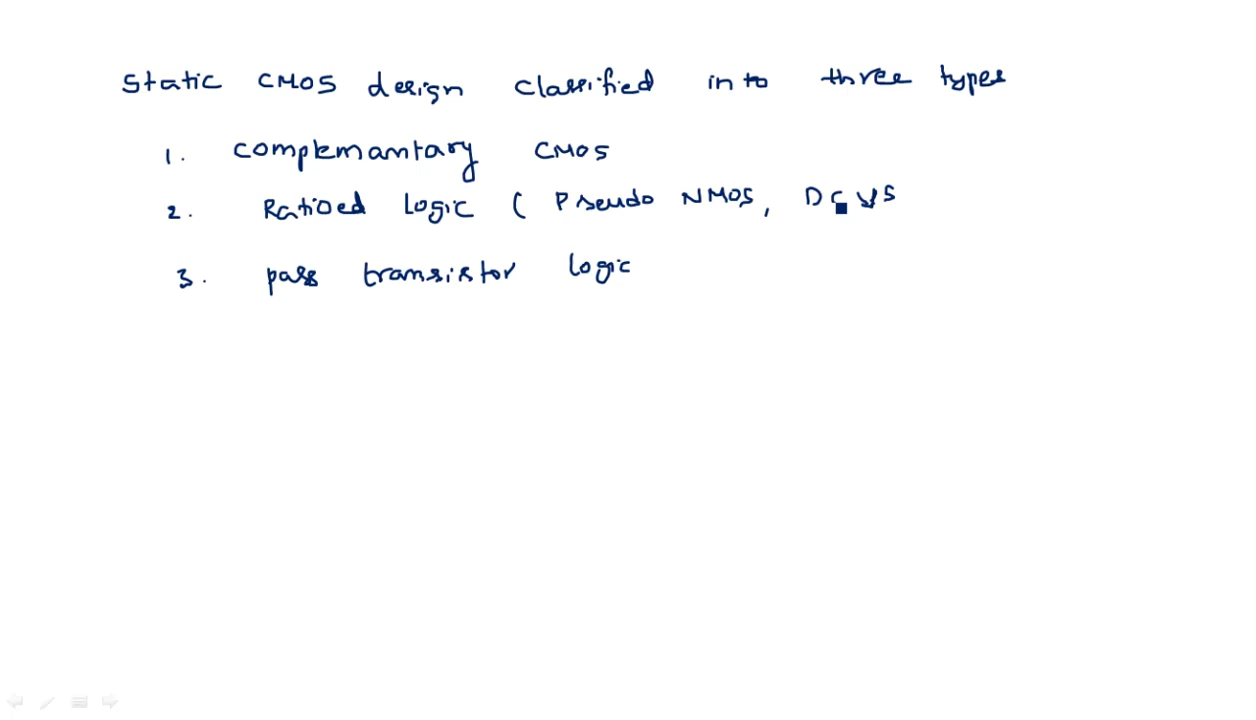 Static CMOS design classified into three types
1. complemantary CMOS
2. Ratioed Logic ( Pseudo NMOS, DCVS
3. pass transistor logic